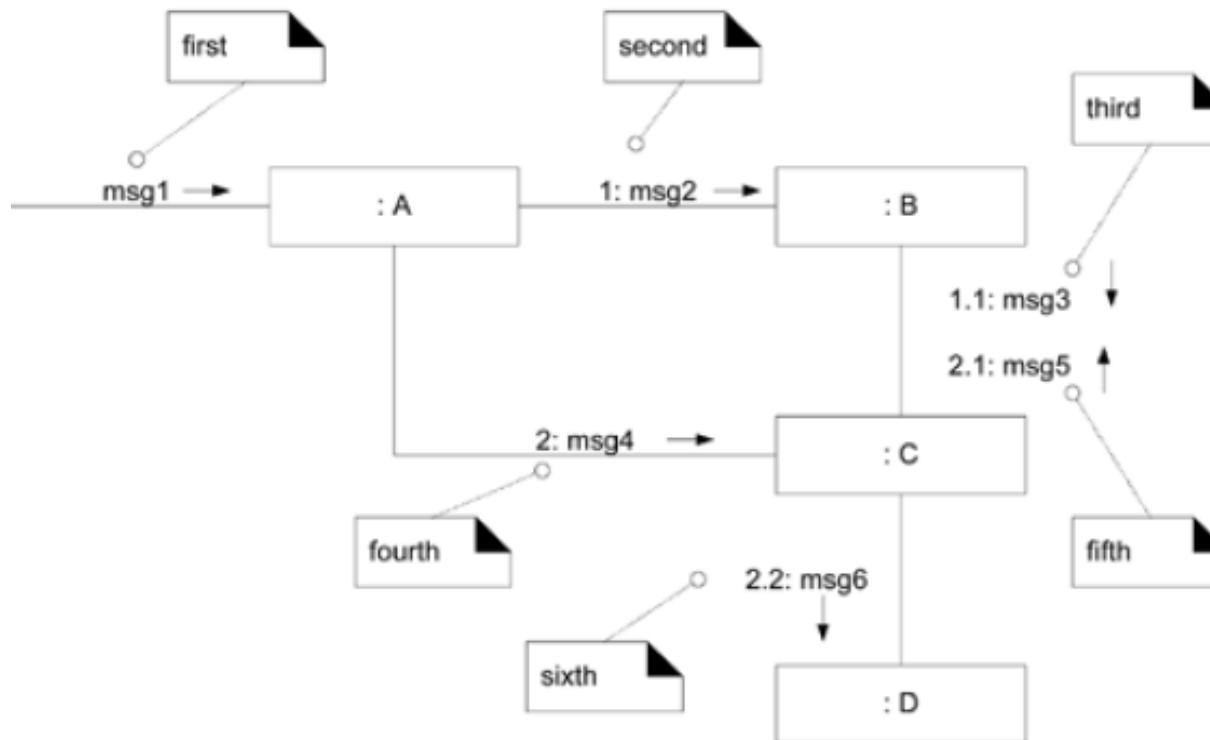 first
second
third
msg1
: A
1: msg2
: B
1.1: msg3
2.1: msg5
2: msg4
: C
fourth
fifth
2.2: msg6
sixth
: D